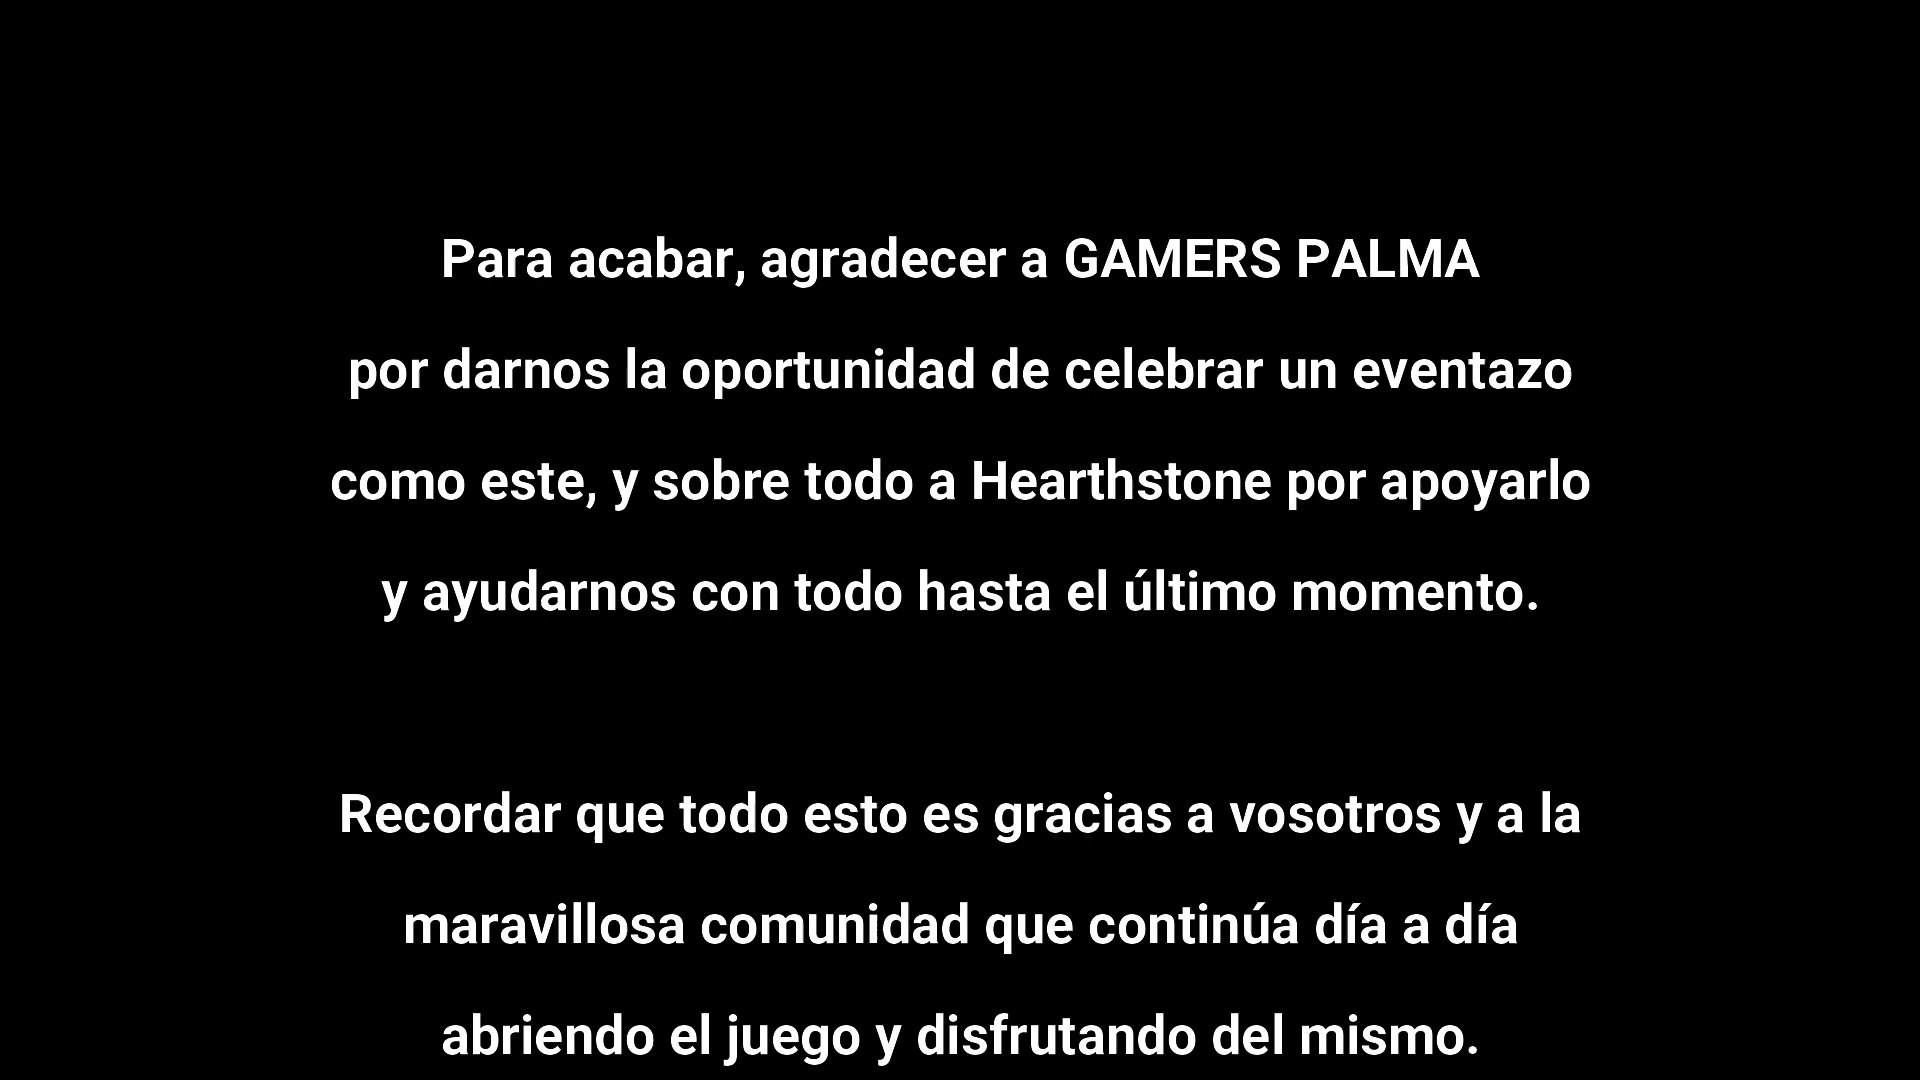 Para acabar, agradecer a GAMERS PALMA
por darnos la oportunidad de celebrar un eventazo
como este, y sobre todo a Hearthstone por apoyarlo
y ayudarnos con todo hasta el último momento.
Recordar que todo esto es gracias a vosotros y a la
maravillosa comunidad que continúa día a día
abriendo el juego y disfrutando del mismo.